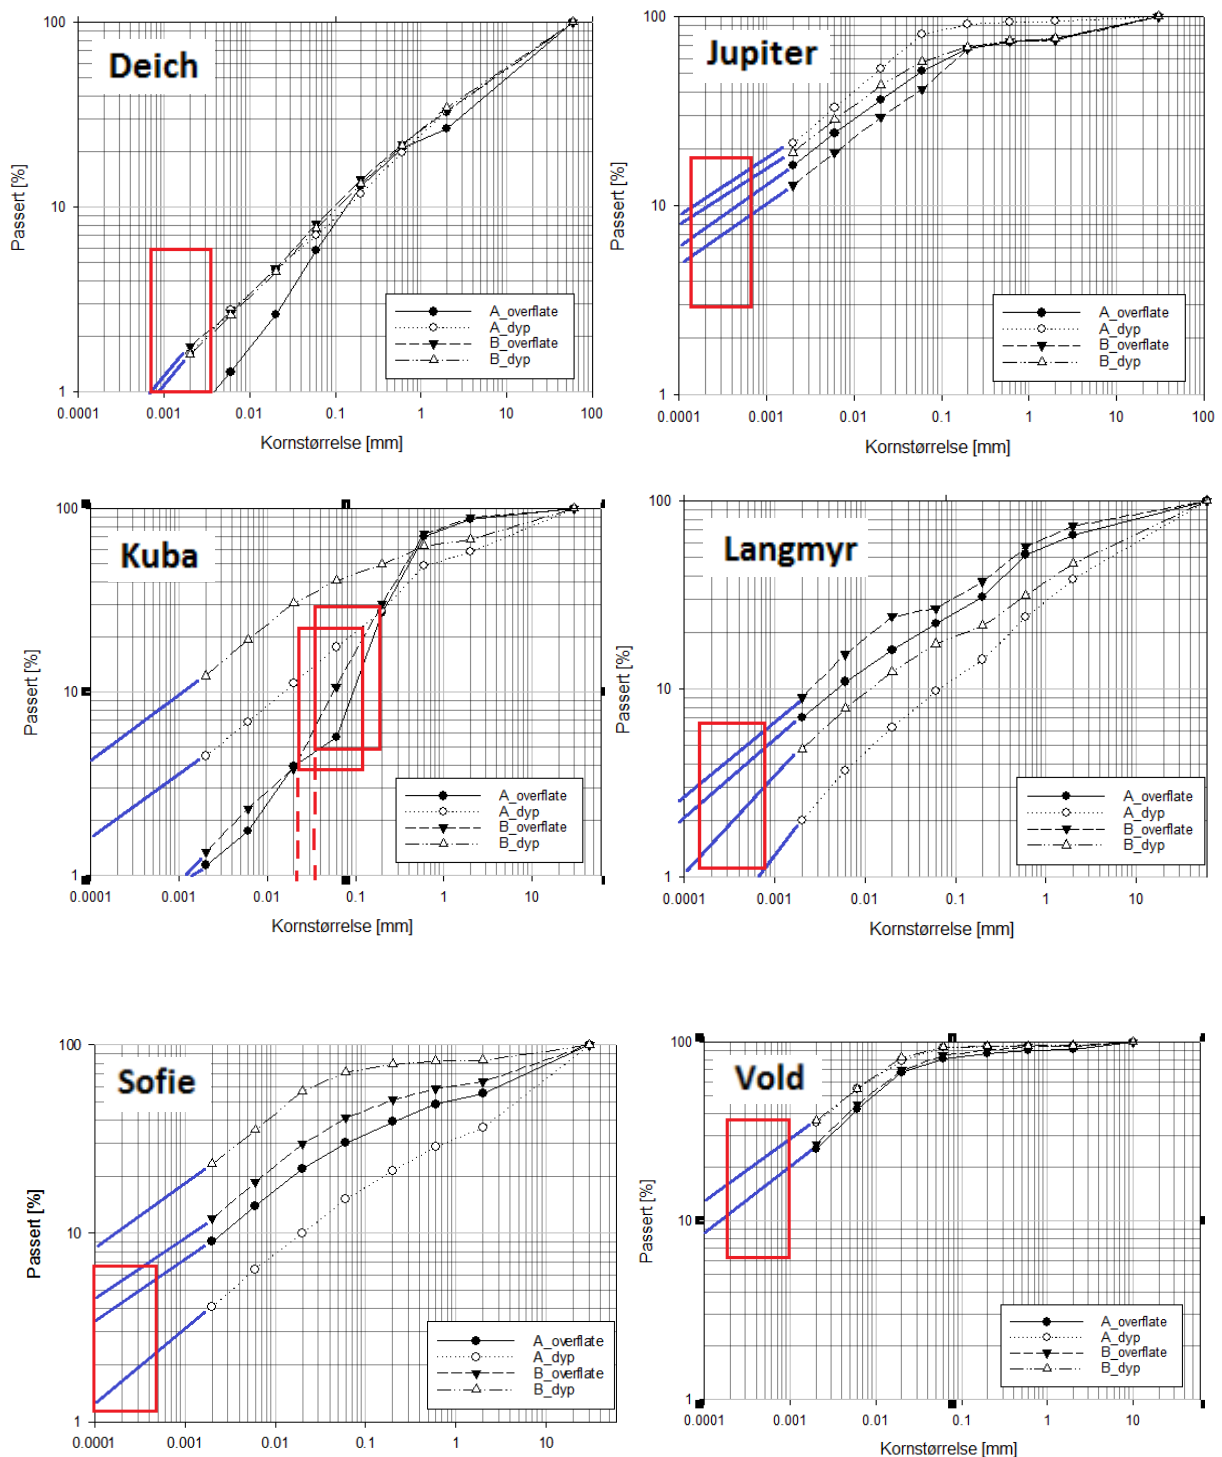 Deich
100
10
1
Passert [%]
0.0001 0.001 0.01 0.1 1 10 100
Kornstørrelse [mm]
A_overflate
A_dyp
B_overflate
B_dyp
Jupiter
100
10
1
Passert [%]
0.0001 0.001 0.01 0.1 1 10 100
Kornstørrelse [mm]
A_overflate
A_dyp
B_overflate
B_dyp
Kuba
100
10
1
Passert [%]
0.0001 0.001 0.01 0.1 1 10
Kornstørrelse [mm]
A_overflate
A_dyp
B_overflate
B_dyp
Langmyr
100
10
1
Passert [%]
0.0001 0.001 0.01 0.1 1 10
Kornstørrelse [mm]
A_overflate
A_dyp
B_overflate
B_dyp
Sofie
100
10
1
Passert [%]
0.0001 0.001 0.01 0.1 1 10
A_overflate
A_dyp
B_overflate
B_dyp
Vold
100
10
1
Passert [%]
0.0001 0.001 0.01 0.1 1 10
Kornstørrelse [mm]
A_overflate
A_dyp
B_overflate
B_dyp